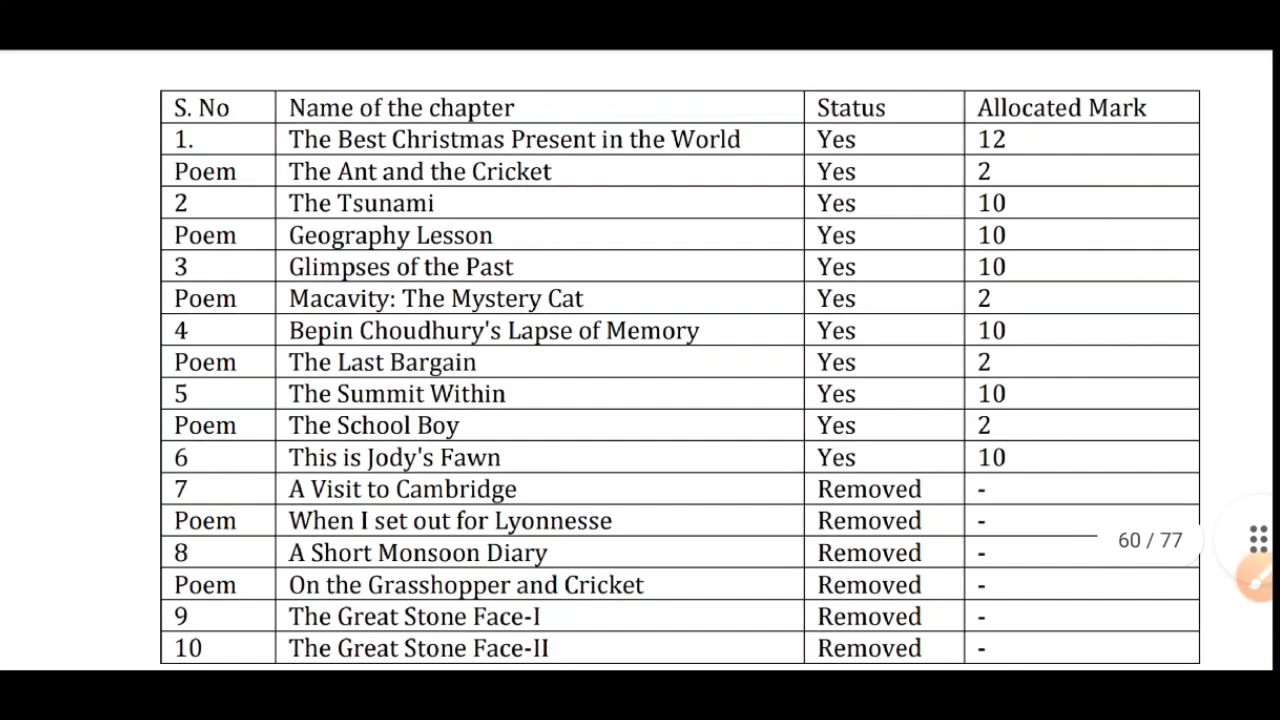 S. No Name of the chapter Status Allocated Mark
1. The Best Christmas Present in the World Yes 12
Poem The Ant and the Cricket Yes 2
2 The Tsunami Yes 10
Poem Geography Lesson Yes 10
3 Glimpses of the Past Yes 10
Poem Macavity: The Mystery Cat Yes 2
4 Bepin Choudhury's Lapse of Memory Yes 10
Poem The Last Bargain Yes 2
5 The Summit Within Yes 10
Poem The School Boy Yes 2
6 This is Jody's Fawn Yes 10
7 A Visit to Cambridge Removed -
Poem When I set out for Lyonnesse Removed -
60 / 77
8 A Short Monsoon Diary Removed -
Poem On the Grasshopper and Cricket Removed -
9 The Great Stone Face-I Removed -
10 The Great Stone Face-II Removed -